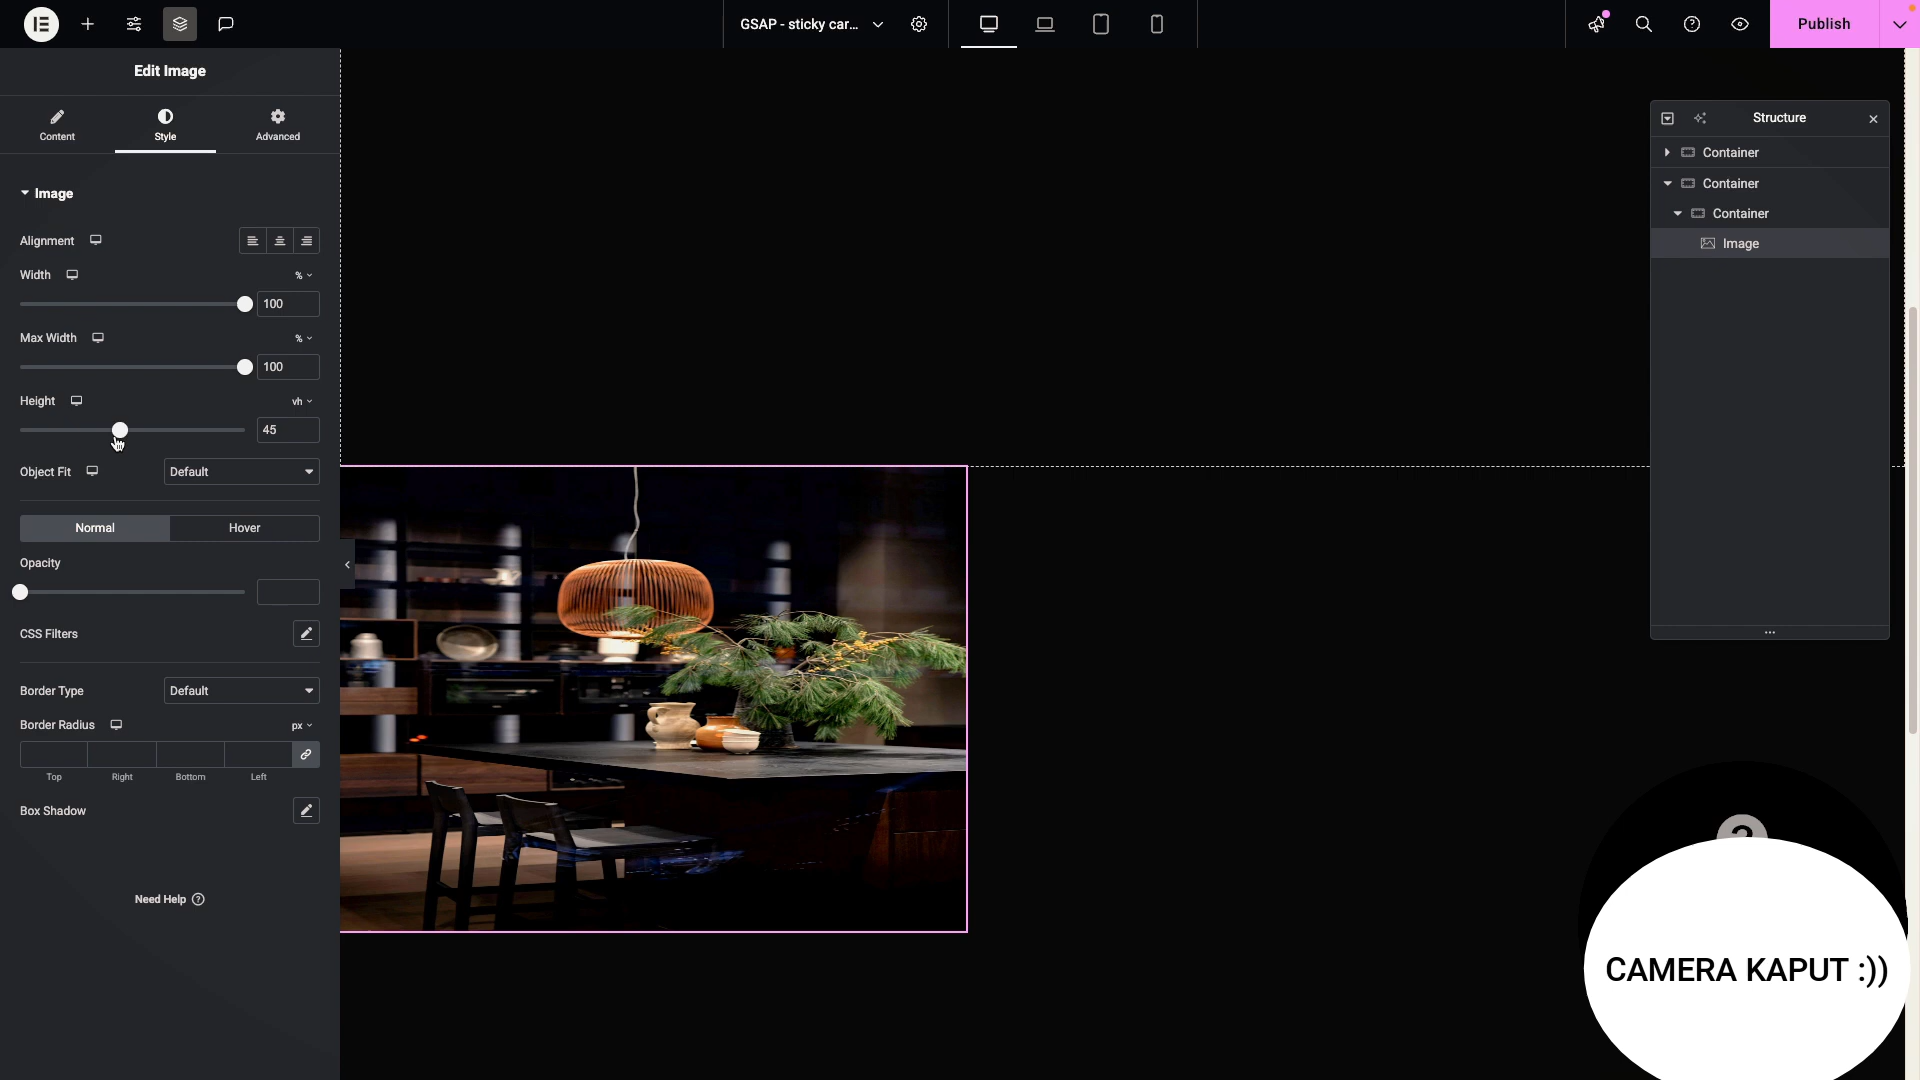 GSAP - sticky car...
Publish
Edit Image
Content
Style
Advanced
Image
Alignment
Width
%
100
Max Width
%
100
Height
vh
45
Object Fit
Default
Normal
Hover
Opacity
CSS Filters
Border Type
Default
Border Radius
px
Top
Right
Bottom
Left
Box Shadow
Need Help
Structure
Container
Container
Container
Image
CAMERA KAPUT :))